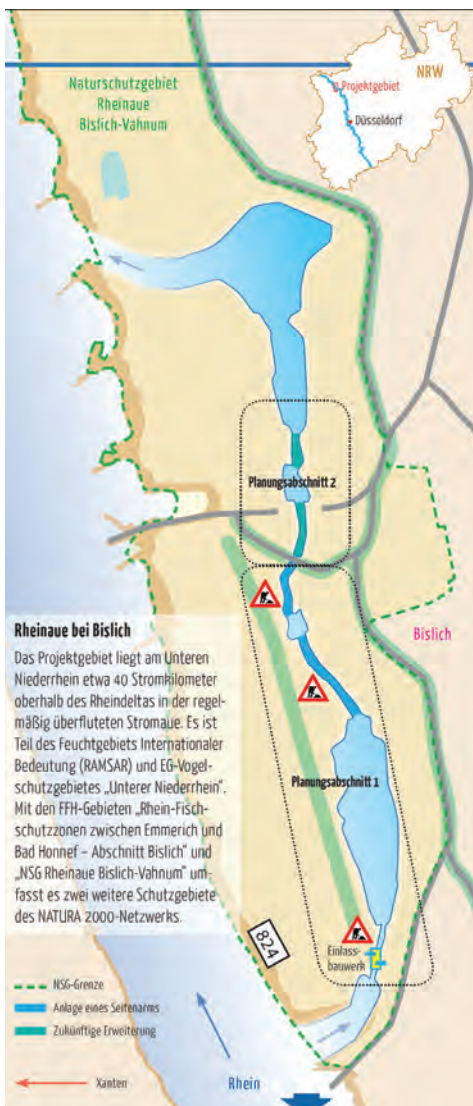 NRW
Projektgebiet
Düsseldorf
Naturschutzgebiet
Rheinaue
Bislich-Vahnum
Planungsabschnitt 2
Bislich
Rheinaue bei Bislich
Das Projektgebiet liegt am Unteren
Niederrhein etwa 40 Stromkilometer
oberhalb des Rheindeltas in der regel-
mäßig überfluteten Stromaue. Es ist
Teil des Feuchtgebiets Internationaler
Bedeutung (RAMSAR) und EG-Vogel-
schutzgebietes „Unterer Niederrhein“.
Mit den FFH-Gebieten „Rhein-Fisch-
schutzzonen zwischen Emmerich und
Bad Honnef – Abschnitt Bislich“ und
„NSG Rheinaue Bislich-Vahnum“ um-
fasst es zwei weitere Schutzgebiete
des NATURA 2000-Netzwerks.
Planungsabschnitt 1
824
Einlass-
bauwerk
NSG-Grenze
Anlage eines Seitenarms
Zukünftige Erweiterung
Xanten
Rhein